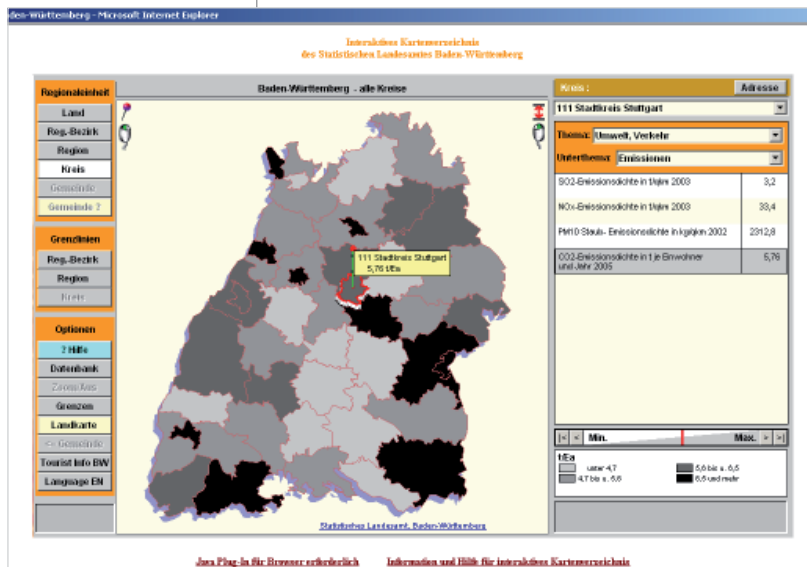 den-Württemberg - Microsoft Internet Explorer
Interaktives Kartenverzeichnis
des Statistischen Landesamtes Baden-Württemberg
Regionaleinheit
Land
Reg.-Bezirk
Region
Kreis
Gemeinde
Gemeinde 2
Grenzlinien
Reg.-Bezirk
Region
Kreis
Optionen
? Hilfe
Datenbank
Zoom/Aus
Grenzen
Landkarte
<- Gemeinde
Tourist Info BW
Language EN
Baden-Württemberg - alle Kreise
111 Stadtkreis Stuttgart
5,76 t/Ea
Statistisches Landesamt, Baden-Württemberg
Kreis:
Adresse
111 Stadtkreis Stuttgart
Thema: Umwelt, Verkehr
Unterthema: Emissionen
SO2-Emissionsdichte in t/qkm 2003 3,2
NOx-Emissionsdichte in t/qkm 2003 33,4
PM10 Staub- Emissionsdichte in kg/qkm 2002 2312,8
CO2-Emissionsdichte in t je Einwohner 5,76
und Jahr 2005
|< < Min. Max. > >|
t/Ea
unter 4,7 5,6 bis u. 6,5
4,7 bis u. 5,6 6,5 und mehr
Java Plug-In für Browser erforderlich Information und Hilfe für interaktives Kartenverzeichnis